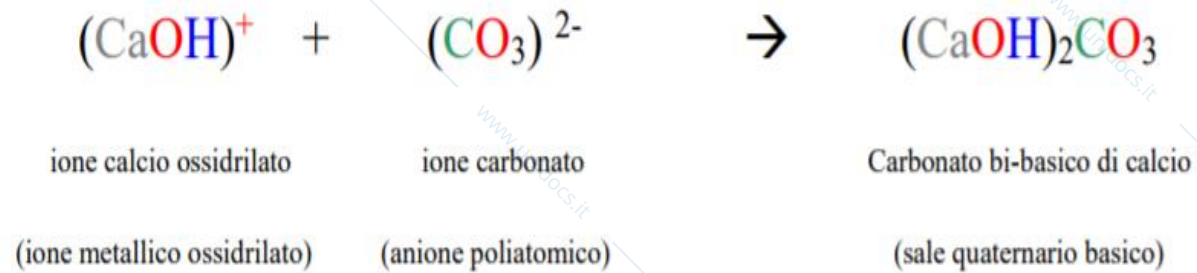 (CaOH)⁺ + (CO₃) ²⁻ → (CaOH)₂CO₃
ione calcio ossidrilato ione carbonato Carbonato bi-basico di calcio
(ione metallico ossidrilato) (anione poliatomico) (sale quaternario basico)